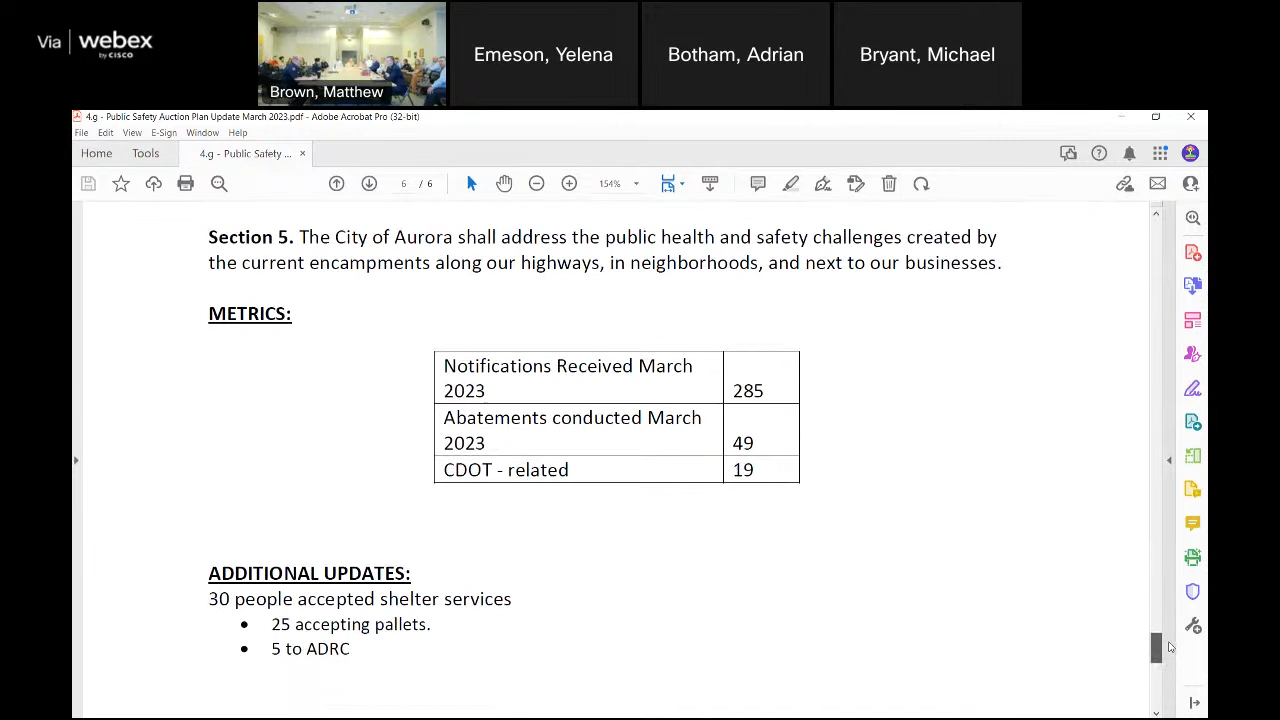 Via webex
by CISCO
Brown, Matthew
Emeson, Yelena
Botham, Adrian
Bryant, Michael
4.g - Public Safety Auction Plan Update March 2023.pdf - Adobe Acrobat Pro (32-bit)
File Edit View E-Sign Window Help
Home Tools 4.g - Public Safety ... ×
6 / 6 154%
Section 5. The City of Aurora shall address the public health and safety challenges created by
the current encampments along our highways, in neighborhoods, and next to our businesses.
METRICS:
Notifications Received March
2023 285
Abatements conducted March
2023 49
CDOT - related 19
ADDITIONAL UPDATES:
30 people accepted shelter services
• 25 accepting pallets.
• 5 to ADRC